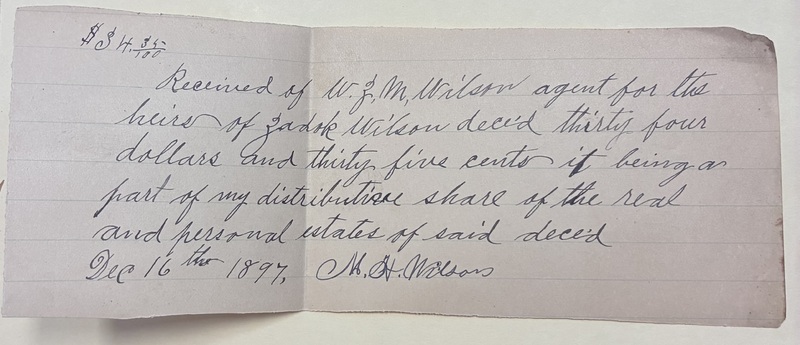 $34.35/100
Received of W. Z. M. Wilson agent for the
heirs of Zadok Wilson dec'd thirty four
dollars and thirty five cents it being a
part of my distributive share of the real
and personal estates of said dec'd
Dec 16th 1897. M. H. Wilson